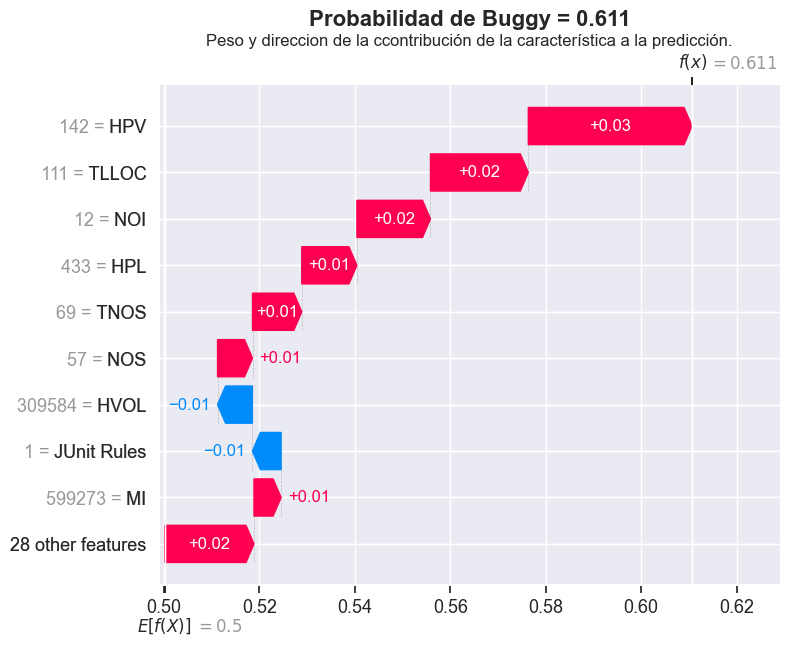 Probabilidad de Buggy = 0.611
Peso y direccion de la ccontribución de la característica a la predicción.
f(x) = 0.611
142 = HPV +0.03
111 = TLLOC +0.02
12 = NOI +0.02
433 = HPL +0.01
69 = TNOS +0.01
57 = NOS +0.01
309584 = HVOL −0.01
1 = JUnit Rules −0.01
599273 = MI +0.01
28 other features +0.02
0.50 0.52 0.54 0.56 0.58 0.60 0.62
E[f(X)] = 0.5